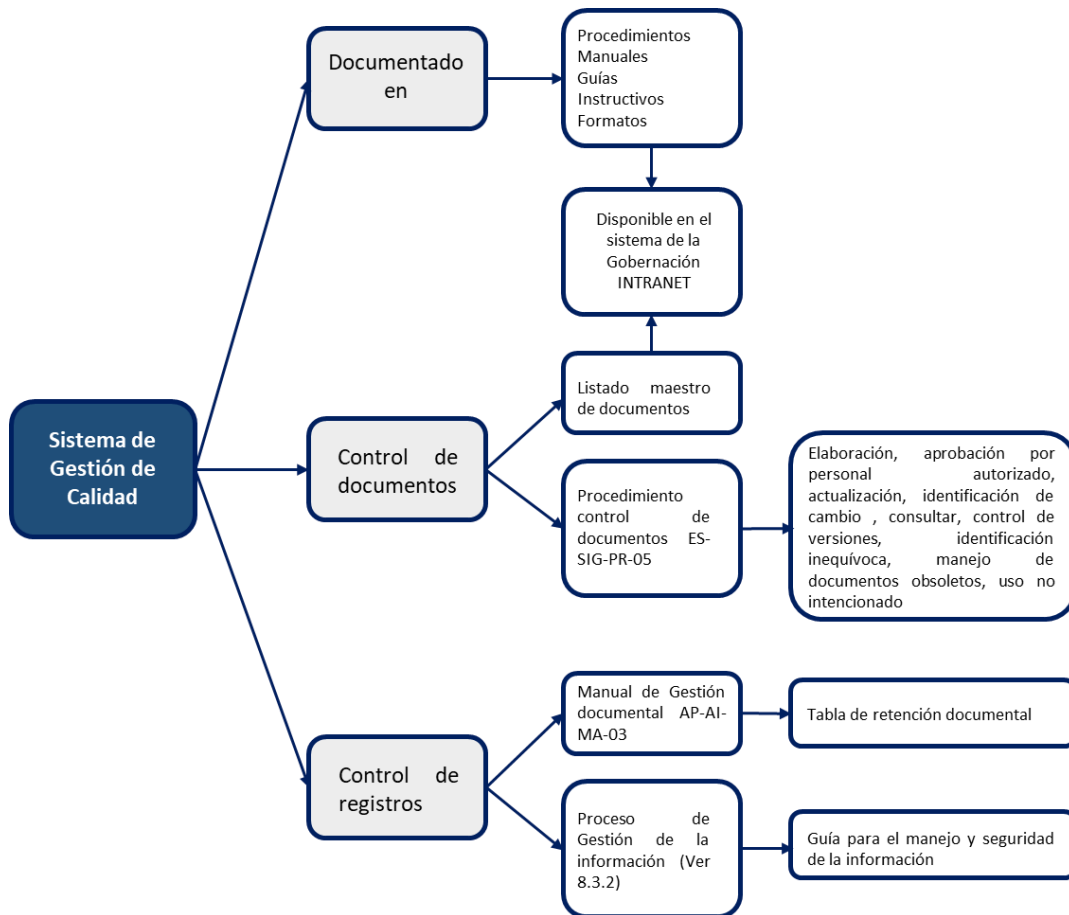 Documentado
en
Procedimientos
Manuales
Guías
Instructivos
Formatos
Disponible en el
sistema de la
Gobernación
INTRANET
Sistema de
Gestión de
Calidad
Control de
documentos
Listado maestro
de documentos
Procedimiento
control de
documentos ES-
SIG-PR-05
Elaboración, aprobación por
personal autorizado,
actualización, identificación de
cambio , consultar, control de
versiones, identificación
inequívoca, manejo de
documentos obsoletos, uso no
intencionado
Control de
registros
Manual de Gestión
documental AP-AI-
MA-03
Tabla de retención documental
Proceso de
Gestión de la
información (Ver
8.3.2)
Guía para el manejo y seguridad
de la información